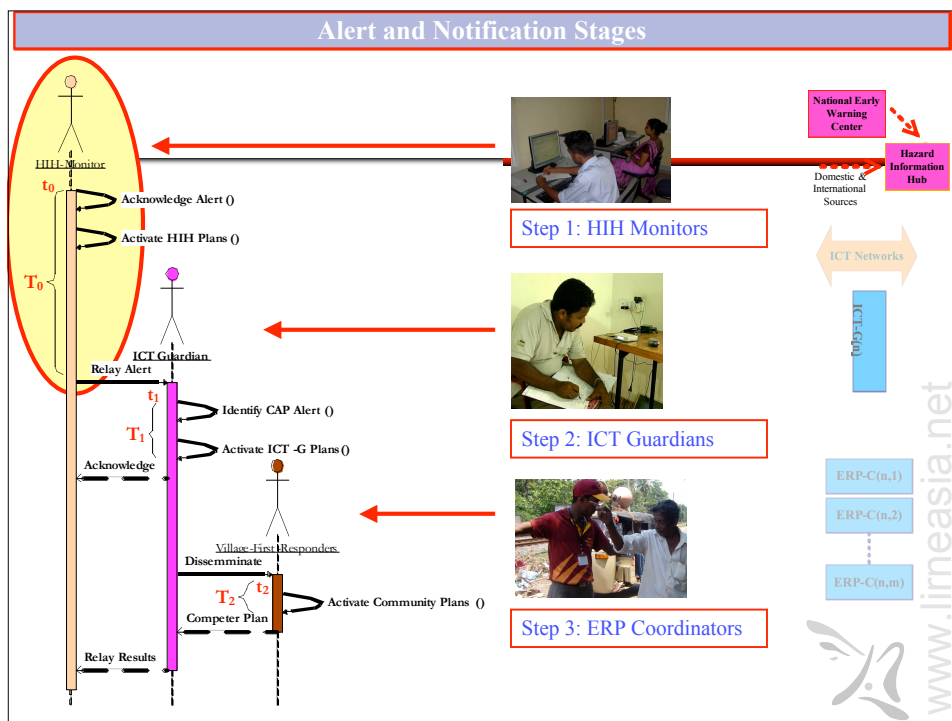 Alert and Notification Stages
HIH-Monitor
t0
Acknowledge Alert ()
Activate HIH Plans ()
T0
ICT Guardian
Relay Alert
t1
Identify CAP Alert ()
T1
Activate ICT -G Plans ()
Acknowledge
Village-First-Responders
Dissemminate
t2
T2
Activate Community Plans ()
Competer Plan
Relay Results
Step 1: HIH Monitors
Step 2: ICT Guardians
Step 3: ERP Coordinators
National Early
Warning
Center
Hazard
Information
Hub
Domestic &
International
Sources
ICT Networks
ICT-G(n)
ERP-C(n,1)
ERP-C(n,2)
ERP-C(n,m)
www.lirneasia.net